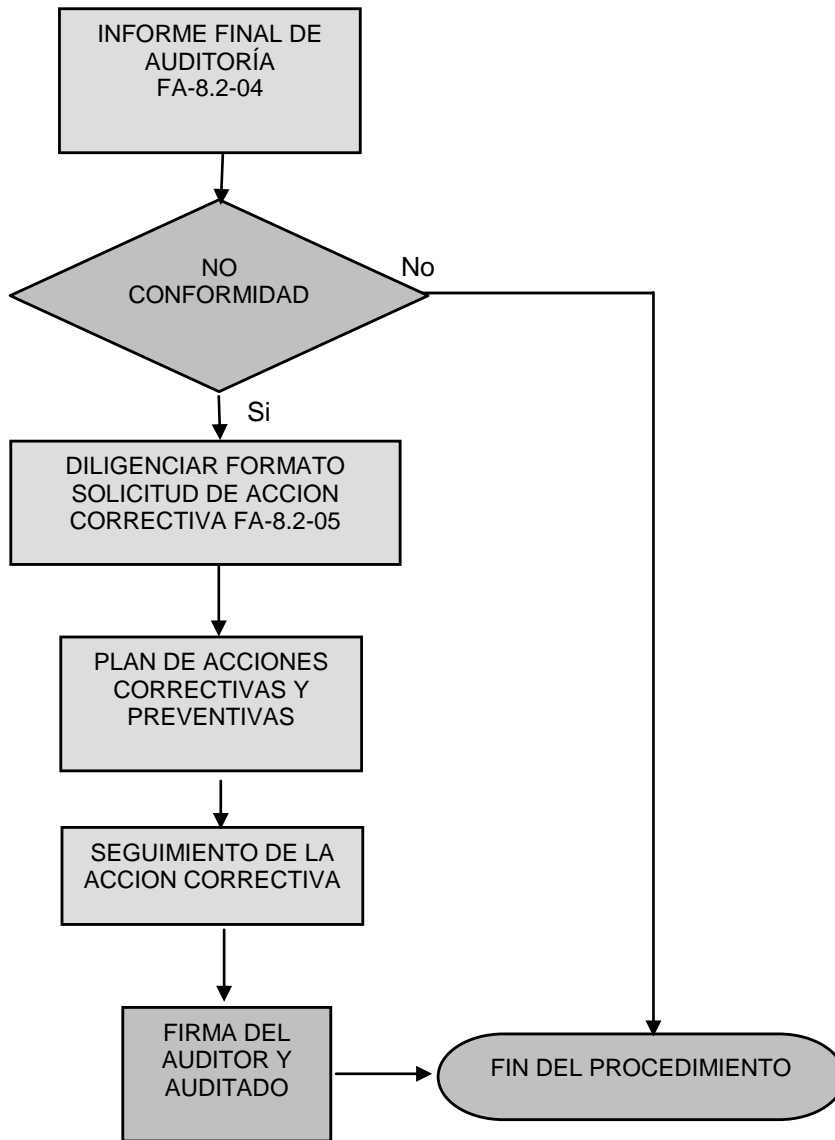 INFORME FINAL DE
AUDITORÍA
FA-8.2-04
NO
CONFORMIDAD
No
Si
DILIGENCIAR FORMATO
SOLICITUD DE ACCION
CORRECTIVA FA-8.2-05
PLAN DE ACCIONES
CORRECTIVAS Y
PREVENTIVAS
SEGUIMIENTO DE LA
ACCION CORRECTIVA
FIRMA DEL
AUDITOR Y
AUDITADO
FIN DEL PROCEDIMIENTO